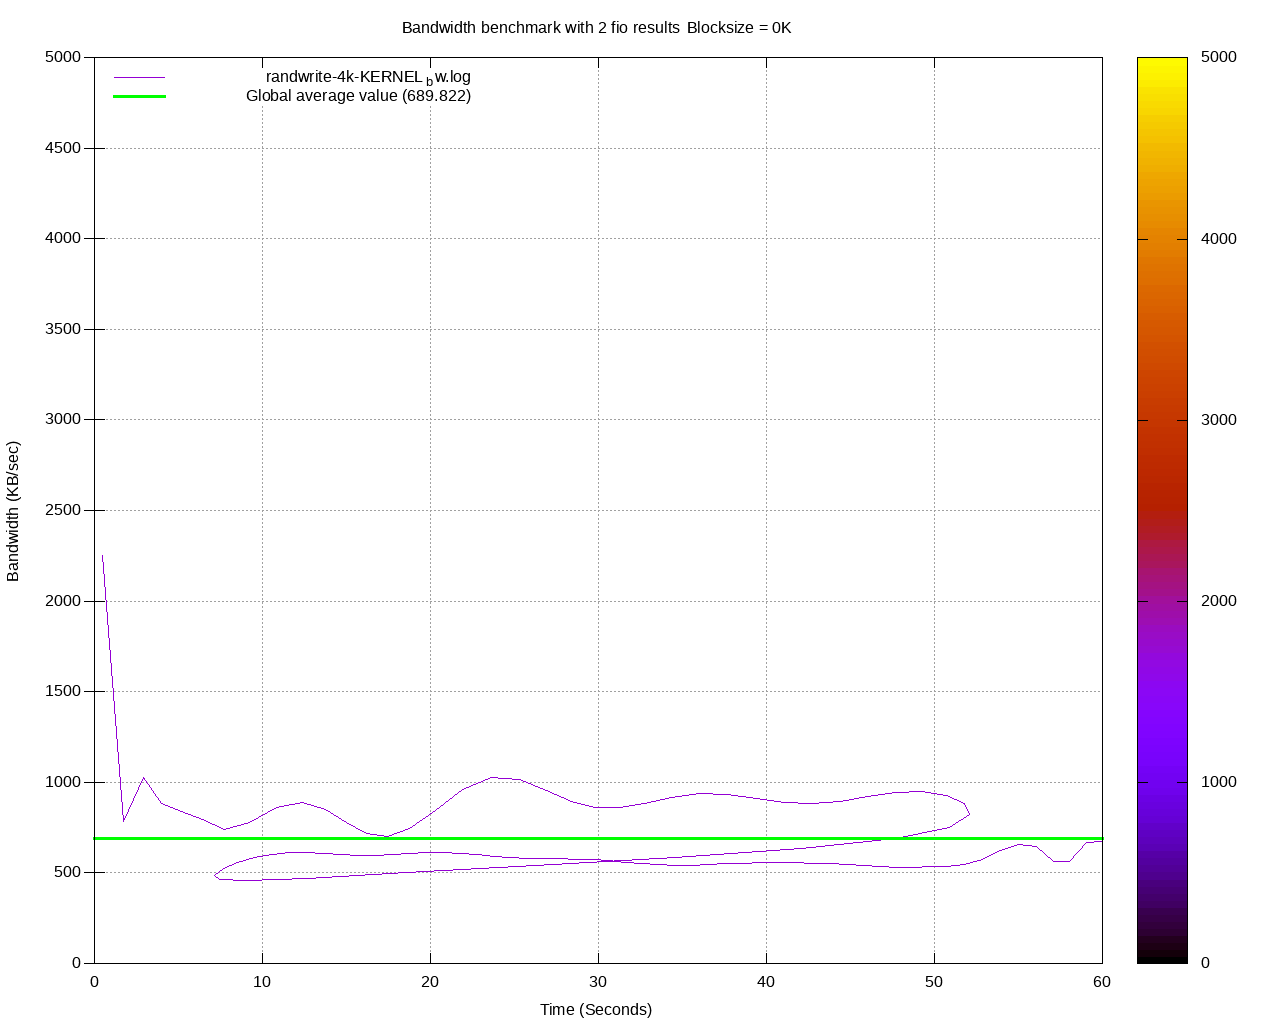 Bandwidth benchmark with 2 fio results Blocksize = 0K
randwrite-4k-KERNEL_bw.log
Global average value (689.822)
5000
4500
4000
3500
3000
2500
2000
1500
1000
500
0
Bandwidth (KB/sec)
0 10 20 30 40 50 60
Time (Seconds)
5000
4000
3000
2000
1000
0